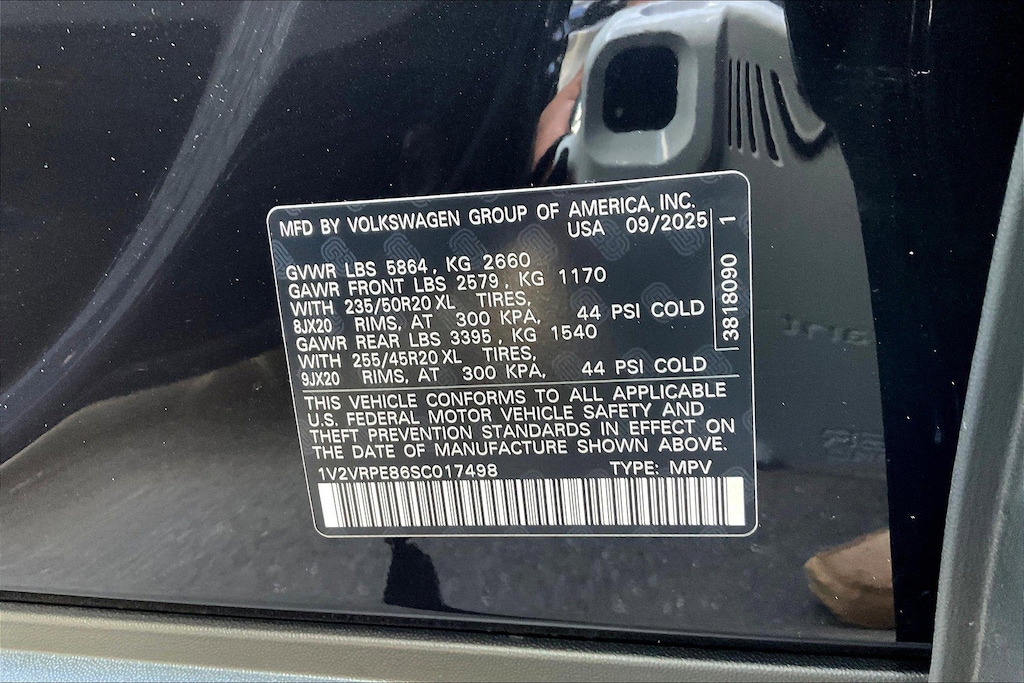 MFD BY VOLKSWAGEN GROUP OF AMERICA, INC.
USA 09/2025
GVWR LBS 5864, KG 2660
GAWR FRONT LBS 2579, KG 1170
WITH 235/50R20 XL TIRES,
8JX20 RIMS, AT 300 KPA, 44 PSI COLD
GAWR REAR LBS 3395, KG 1540
WITH 255/45R20 XL TIRES,
9JX20 RIMS, AT 300 KPA, 44 PSI COLD
3818090 1
THIS VEHICLE CONFORMS TO ALL APPLICABLE
U.S. FEDERAL MOTOR VEHICLE SAFETY AND
THEFT PREVENTION STANDARDS IN EFFECT ON
THE DATE OF MANUFACTURE SHOWN ABOVE.
1V2VRPE86SC017498 TYPE: MPV